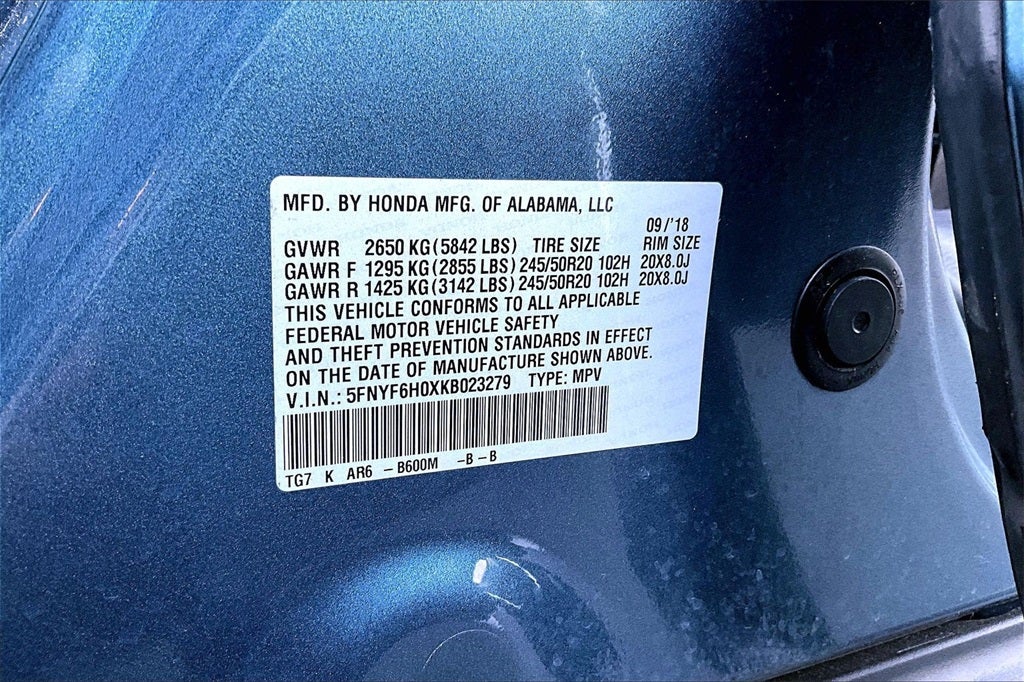 MFD. BY HONDA MFG. OF ALABAMA, LLC
09/'18
GVWR 2650 KG (5842 LBS) TIRE SIZE RIM SIZE
GAWR F 1295 KG (2855 LBS) 245/50R20 102H 20X8.0J
GAWR R 1425 KG (3142 LBS) 245/50R20 102H 20X8.0J
THIS VEHICLE CONFORMS TO ALL APPLICABLE
FEDERAL MOTOR VEHICLE SAFETY
AND THEFT PREVENTION STANDARDS IN EFFECT
ON THE DATE OF MANUFACTURE SHOWN ABOVE.
V.I.N.: 5FNYF6H0XKB023279 TYPE: MPV
TG7 K AR6 -B600M -B-B